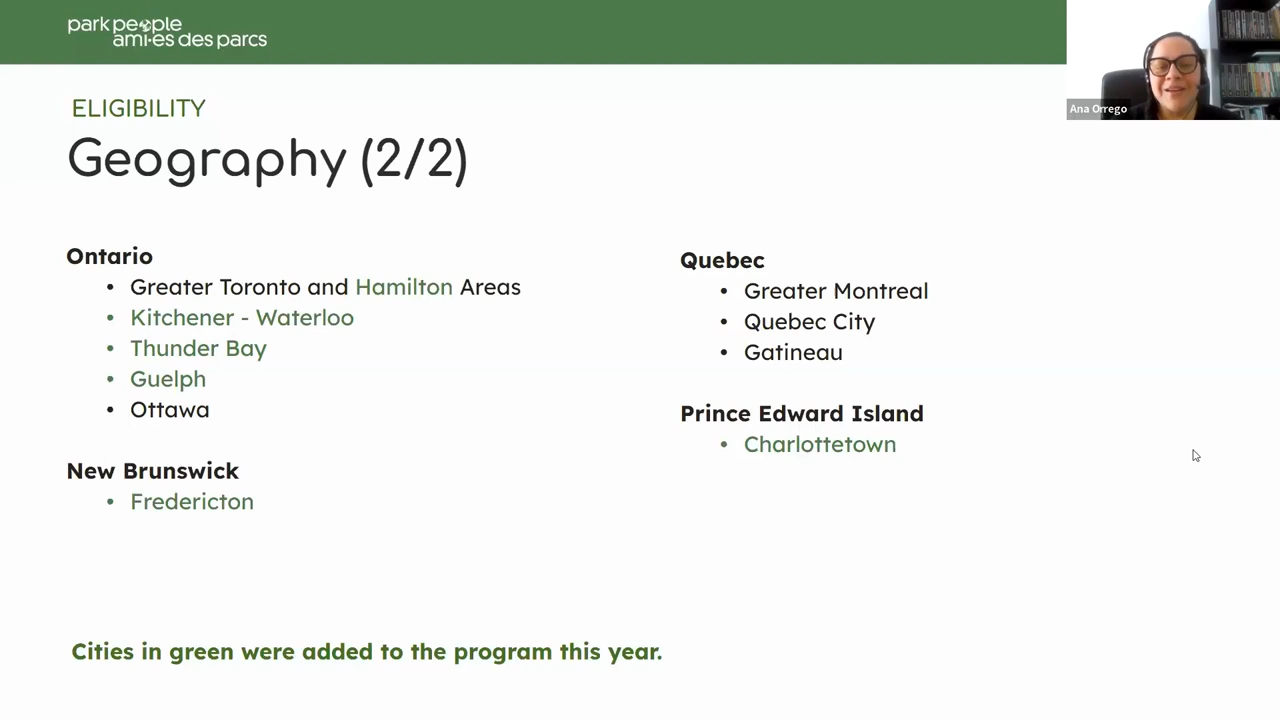 park people
ami·es des parcs
Ana Orrego
ELIGIBILITY
Geography (2/2)
Ontario
• Greater Toronto and Hamilton Areas
• Kitchener - Waterloo
• Thunder Bay
• Guelph
• Ottawa
New Brunswick
• Fredericton
Quebec
• Greater Montreal
• Quebec City
• Gatineau
Prince Edward Island
• Charlottetown
Cities in green were added to the program this year.